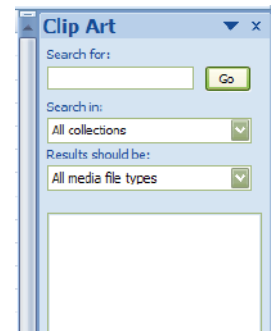 Clip Art
Search for:
Go
Search in:
All collections
Results should be:
All media file types